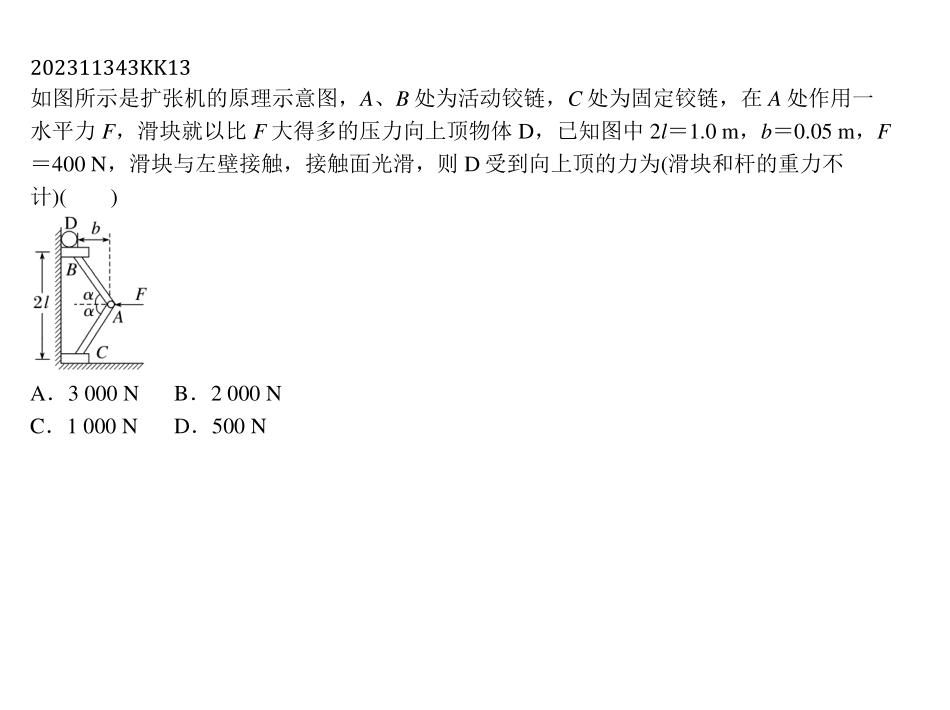 202311343KK13
如图所示是扩张机的原理示意图，A、B 处为活动铰链，C 处为固定铰链，在 A 处作用一
水平力 F，滑块就以比 F 大得多的压力向上顶物体 D，已知图中 2l＝1.0 m，b＝0.05 m，F
＝400 N，滑块与左壁接触，接触面光滑，则 D 受到向上顶的力为(滑块和杆的重力不
计)(　　)
D b
B
α F
2l
α A
C
A．3 000 N　B．2 000 N
C．1 000 N　D．500 N